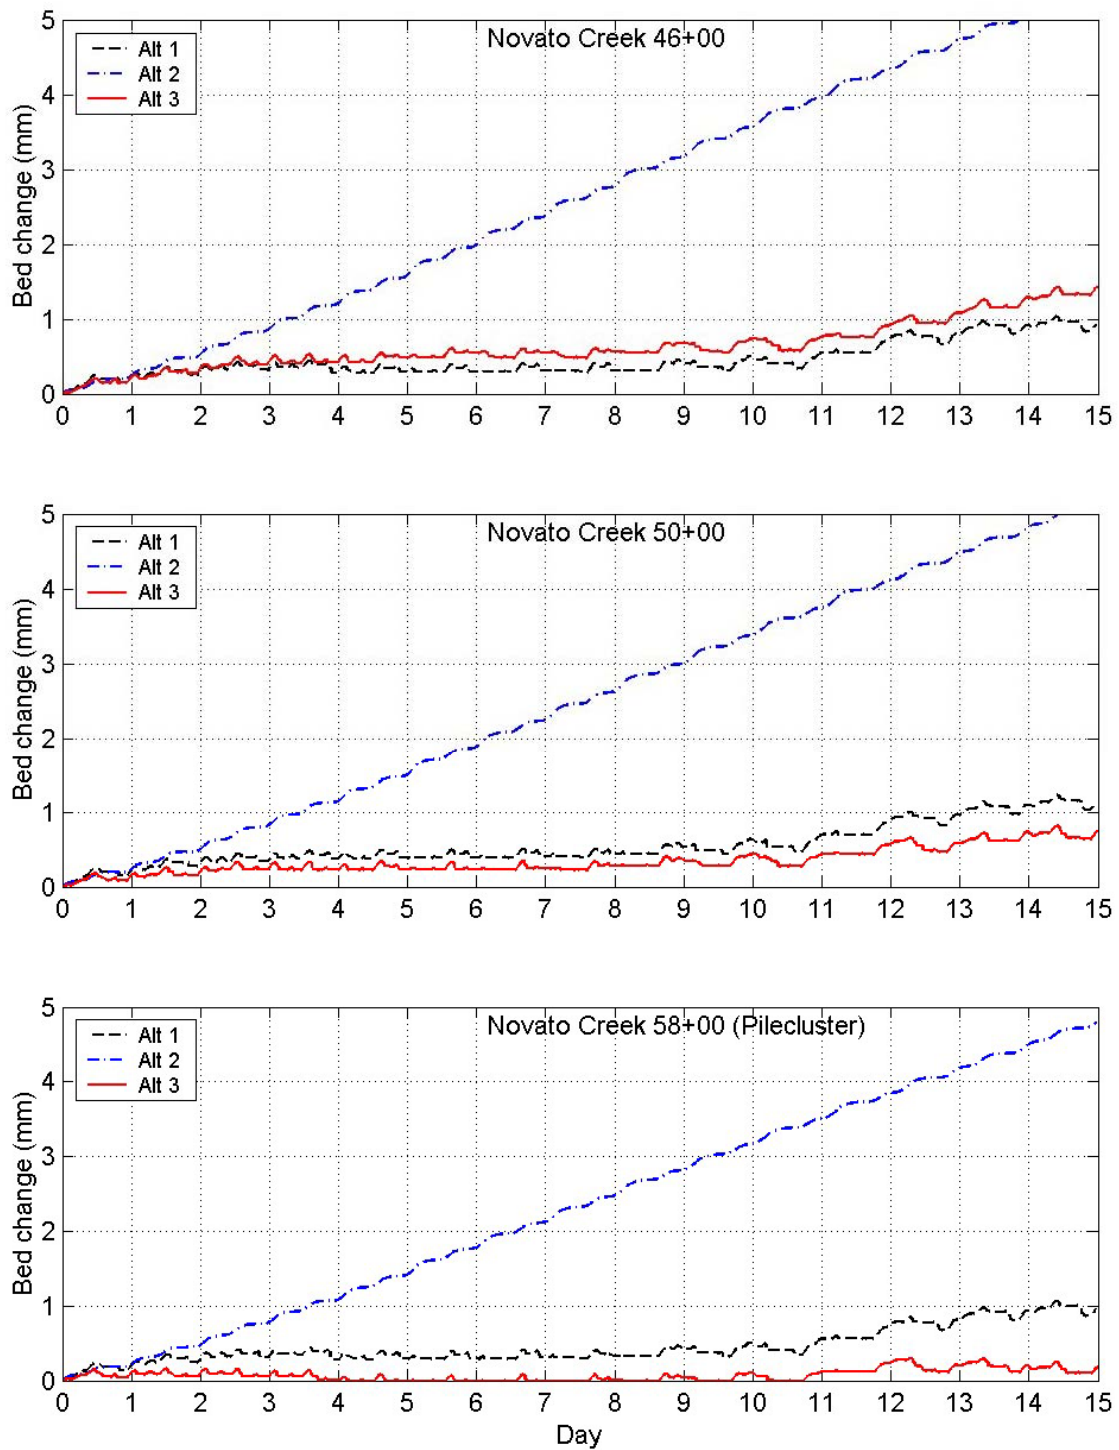 Novato Creek 46+00
Alt 1
Alt 2
Alt 3
Bed change (mm)
5
4
3
2
1
0
0 1 2 3 4 5 6 7 8 9 10 11 12 13 14 15
Novato Creek 50+00
Alt 1
Alt 2
Alt 3
Bed change (mm)
5
4
3
2
1
0
0 1 2 3 4 5 6 7 8 9 10 11 12 13 14 15
Novato Creek 58+00 (Pilecluster)
Alt 1
Alt 2
Alt 3
Bed change (mm)
5
4
3
2
1
0
0 1 2 3 4 5 6 7 8 9 10 11 12 13 14 15
Day